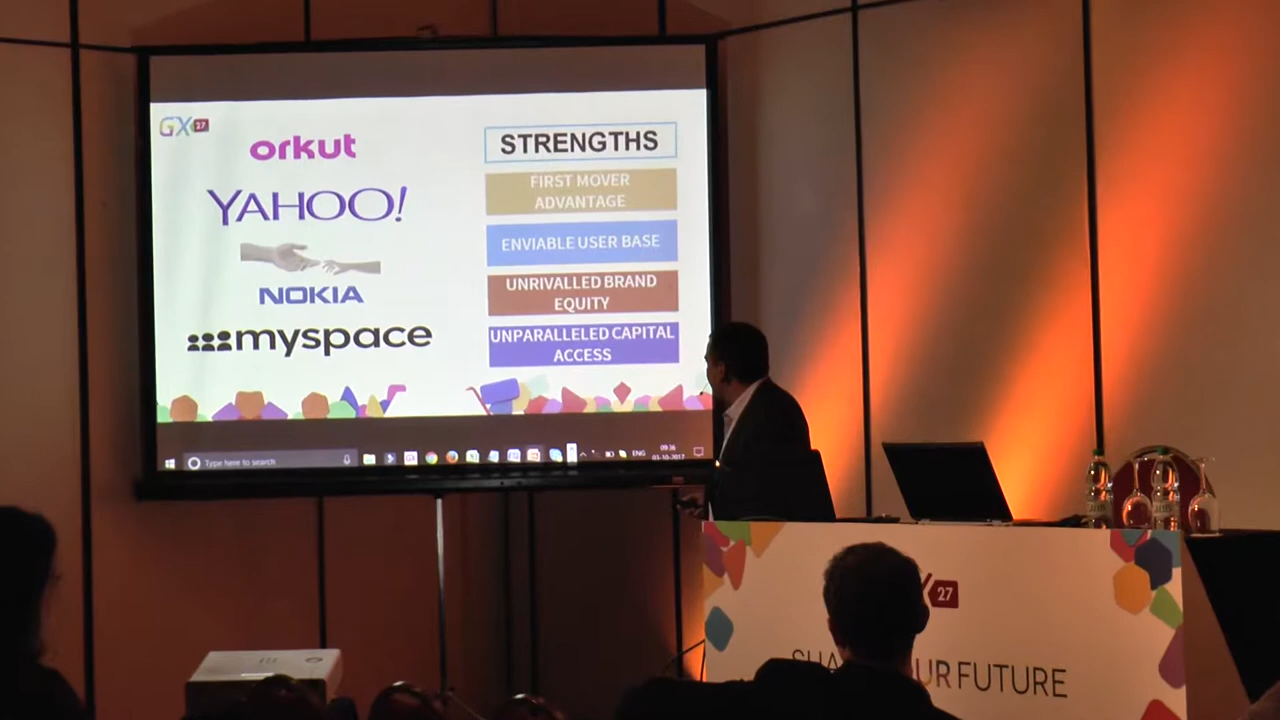 GX27
orkut
YAHOO!
NOKIA
myspace
STRENGTHS
FIRST MOVER
ADVANTAGE
ENVIABLE USER BASE
UNRIVALLED BRAND
EQUITY
UNPARALLELED CAPITAL
ACCESS
Type here to search
ENG
09:36
03-10-2017
27
FUTURE